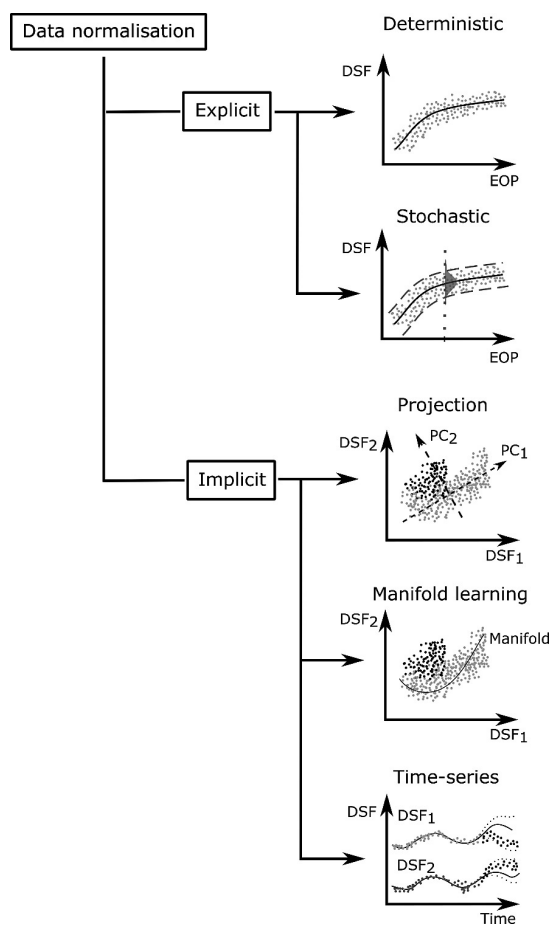 Data normalisation
Deterministic
DSF
Explicit
EOP
Stochastic
DSF
EOP
Projection
DSF₂
PC₂
PC₁
Implicit
DSF₁
Manifold learning
DSF₂
Manifold
DSF₁
Time-series
DSF
DSF₁
DSF₂
Time